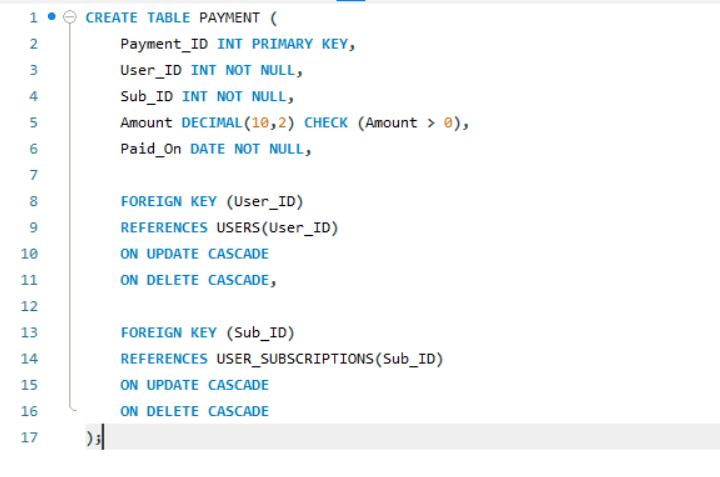 1 CREATE TABLE PAYMENT (
2 Payment_ID INT PRIMARY KEY,
3 User_ID INT NOT NULL,
4 Sub_ID INT NOT NULL,
5 Amount DECIMAL(10,2) CHECK (Amount > 0),
6 Paid_On DATE NOT NULL,
7
8 FOREIGN KEY (User_ID)
9 REFERENCES USERS(User_ID)
10 ON UPDATE CASCADE
11 ON DELETE CASCADE,
12
13 FOREIGN KEY (Sub_ID)
14 REFERENCES USER_SUBSCRIPTIONS(Sub_ID)
15 ON UPDATE CASCADE
16 ON DELETE CASCADE
17 );